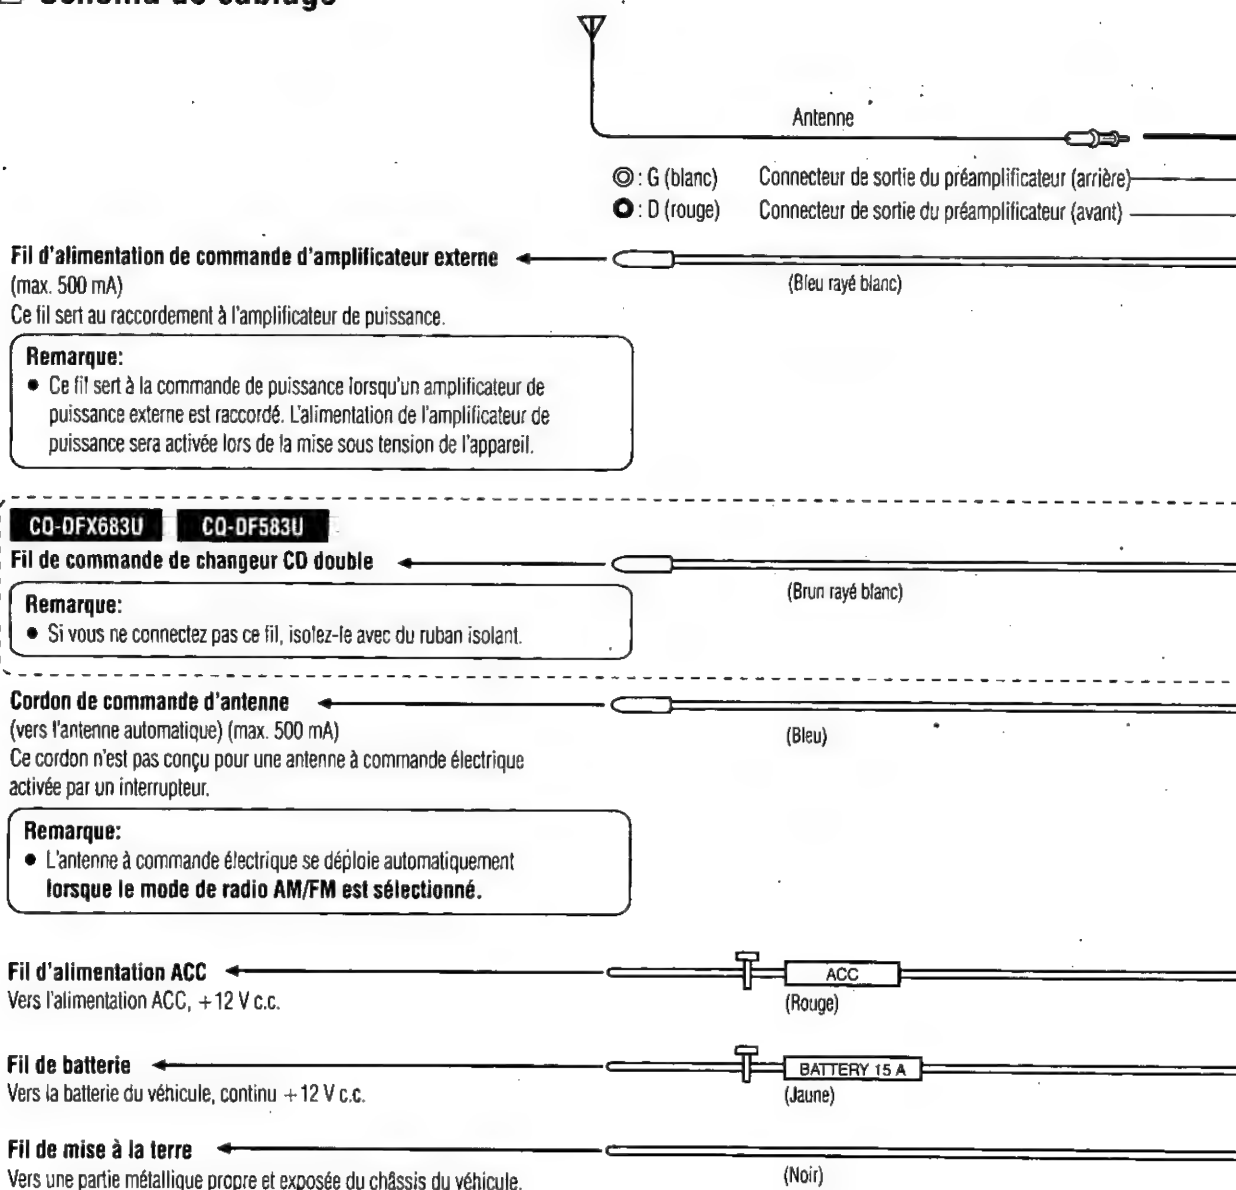 Schéma de câblage
Antenne
: G (blanc) Connecteur de sortie du préamplificateur (arrière)
: D (rouge) Connecteur de sortie du préamplificateur (avant)
Fil d'alimentation de commande d'amplificateur externe
(max. 500 mA)
(Bleu rayé blanc)
Ce fil sert au raccordement à l'amplificateur de puissance.
Remarque:
● Ce fil sert à la commande de puissance lorsqu'un amplificateur de
puissance externe est raccordé. L'alimentation de l'amplificateur de
puissance sera activée lors de la mise sous tension de l'appareil.
CQ-DFX683U CQ-DF583U
Fil de commande de changeur CD double
(Brun rayé blanc)
Remarque:
● Si vous ne connectez pas ce fil, isolez-le avec du ruban isolant.
Cordon de commande d'antenne
(vers l'antenne automatique) (max. 500 mA)
(Bleu)
Ce cordon n'est pas conçu pour une antenne à commande électrique
activée par un interrupteur.
Remarque:
● L'antenne à commande électrique se déploie automatiquement
lorsque le mode de radio AM/FM est sélectionné.
Fil d'alimentation ACC
ACC
Vers l'alimentation ACC, +12 V c.c.
(Rouge)
Fil de batterie
BATTERY 15 A
Vers la batterie du véhicule, continu +12 V c.c.
(Jaune)
Fil de mise à la terre
Vers une partie métallique propre et exposée du châssis du véhicule.
(Noir)